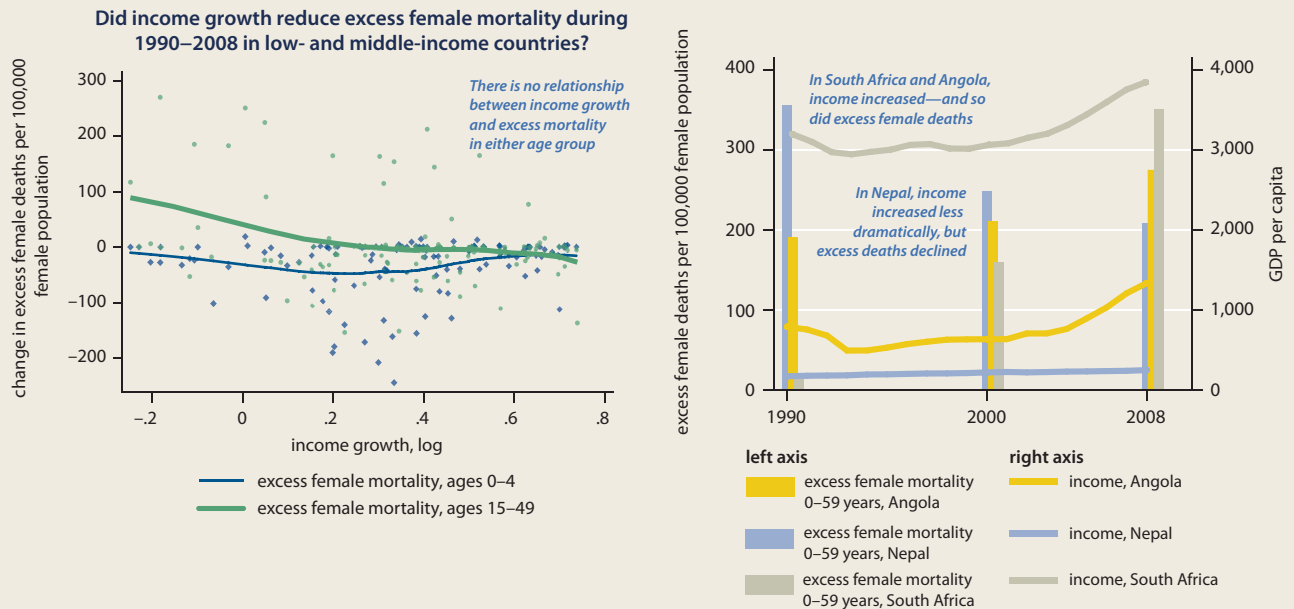 Did income growth reduce excess female mortality during
1990–2008 in low- and middle-income countries?
change in excess female deaths per 100,000
female population
300
200
100
0
–100
–200
There is no relationship
between income growth
and excess mortality
in either age group
–.2
0
.2
.4
.6
.8
income growth, log
excess female mortality, ages 0–4
excess female mortality, ages 15–49
excess female deaths per 100,000 female population
400
300
200
100
0
In South Africa and Angola,
income increased—and so
did excess female deaths
In Nepal, income
increased less
dramatically, but
excess deaths declined
4,000
3,000
2,000
1,000
0
GDP per capita
1990
2000
2008
left axis
excess female mortality
0–59 years, Angola
excess female mortality
0–59 years, Nepal
excess female mortality
0–59 years, South Africa
right axis
income, Angola
income, Nepal
income, South Africa